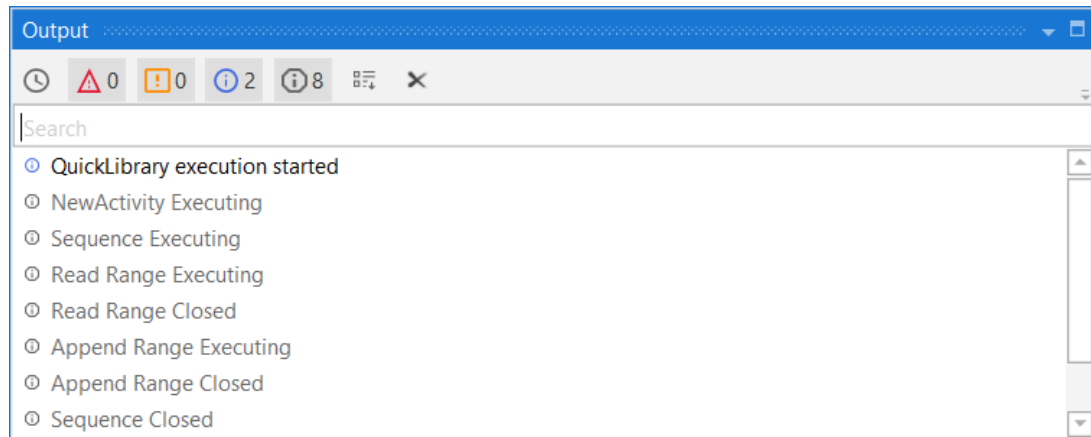 Output
0 0 2 8
Search
QuickLibrary execution started
NewActivity Executing
Sequence Executing
Read Range Executing
Read Range Closed
Append Range Executing
Append Range Closed
Sequence Closed